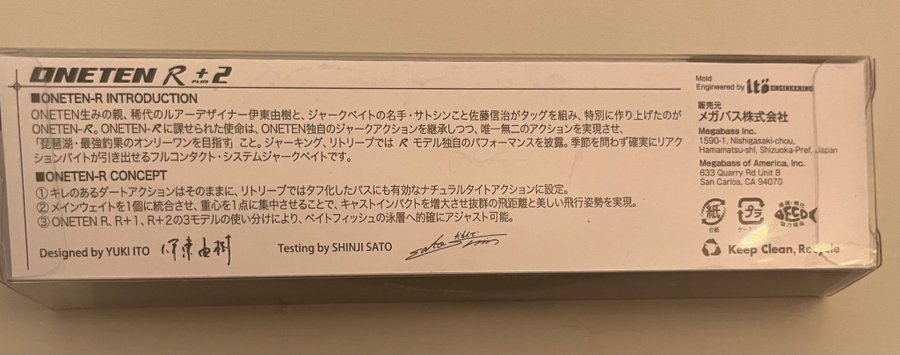 ONETEN R PLUS +2
■ONETEN-R INTRODUCTION
ONETEN生みの親、稀代のルアーデザイナー伊東由樹と、ジャークベイトの名手・サトシンこと佐藤信治がタッグを組み、特別に作り上げたのが
ONETEN-R。ONETEN-Rに課せられた使命は、ONETEN独自のジャークアクションを継承しつつ、唯一無二のアクションを実現させ、
「琵琶湖・最強釣果のオンリーワンを目指す」こと。ジャーキング、リトリーブでは R モデル独自のパフォーマンスを披露。季節を問わず確実にリアク
ションバイトが引き出せるフルコンタクト・システムジャークベイトです。
■ONETEN-R CONCEPT
①キレのあるダートアクションはそのままに、リトリーブではタフ化したバスにも有効なナチュラルタイトアクションに設定。
②メインウェイトを1個に統合させ、重心を1点に集中させることで、キャストインパクトを増大させ抜群の飛距離と美しい飛行姿勢を実現。
③ONETEN R、R+1、R+2の3モデルの使い分けにより、ベイトフィッシュの泳層へ的確にアジャスト可能。
Designed by YUKI ITO 伊東由樹
Testing by SHINJI SATO
Mold
Engineered by itö ENGINEERING
販売元
メガバス株式会社
Megabass Inc.
1590-1, Nishigasaki-chou,
Hamamatsu-shi, Shizuoka-Pref, Japan
Megabass of America, Inc.
633 Quarry Rd Unit B
San Carlos, CA 94070
紙
台紙
プラ
ケース
環境・美化
FECO
協力商品
Keep Clean, Recycle